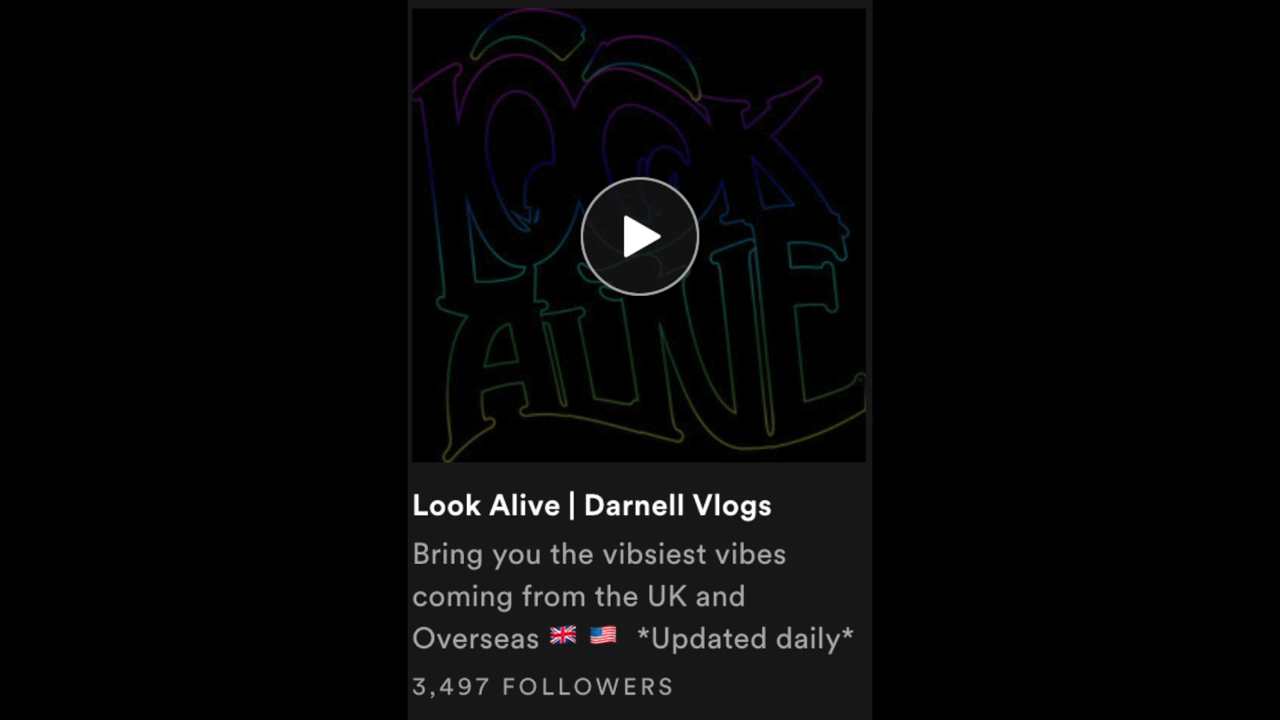 LOOK
ALIVE
Look Alive | Darnell Vlogs
Bring you the vibsiest vibes
coming from the UK and
Overseas 🇬🇧 🇺🇸 *Updated daily*
3,497 FOLLOWERS